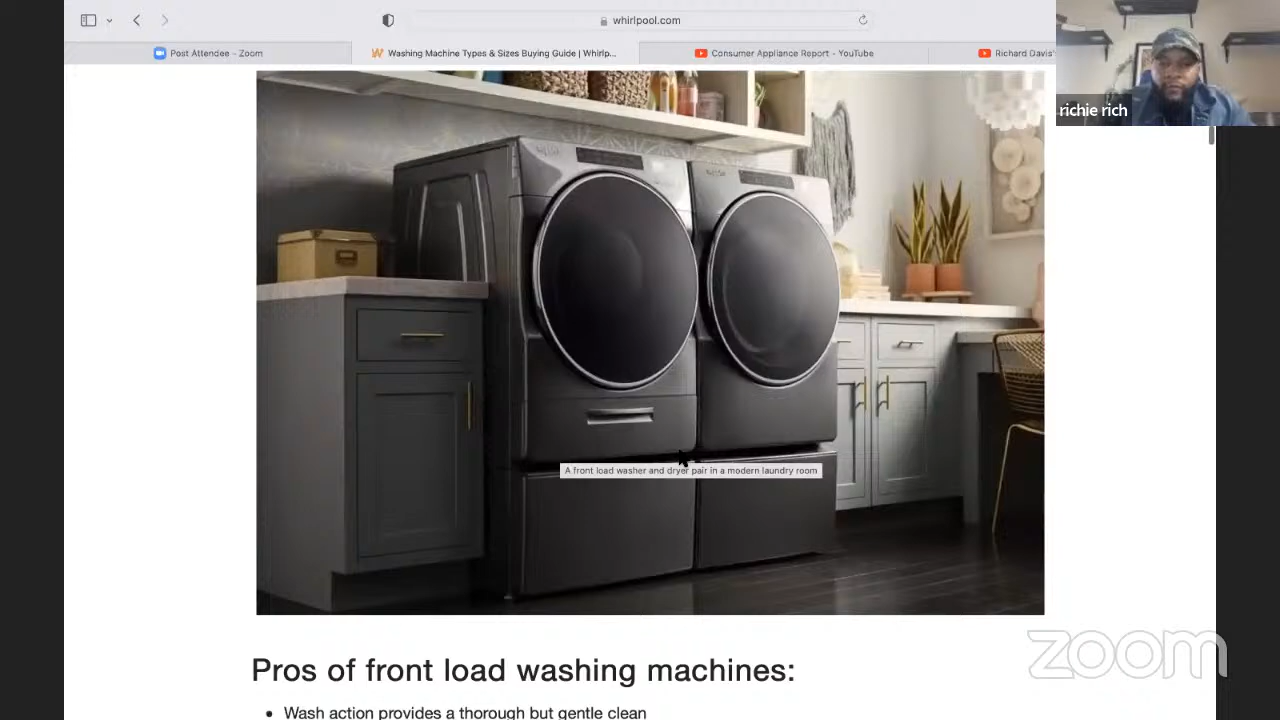 whirlpool.com
Post Attendee - Zoom
Washing Machine Types & Sizes Buying Guide | Whirlp...
Consumer Appliance Report - YouTube
Richard Davis'
richie rich
A front load washer and dryer pair in a modern laundry room
zoom
Pros of front load washing machines:
• Wash action provides a thorough but gentle clean